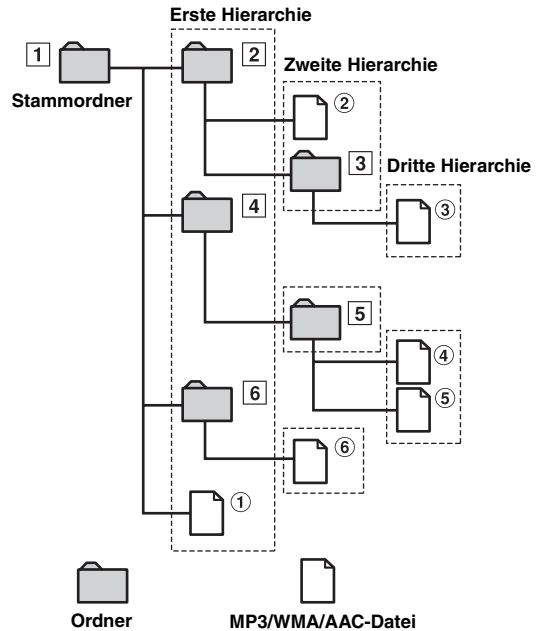 Erste Hierarchie
1
2
Zweite Hierarchie
Stammordner
②
3
Dritte Hierarchie
4
③
5
④
⑤
6
⑥
①
Ordner
MP3/WMA/AAC-Datei